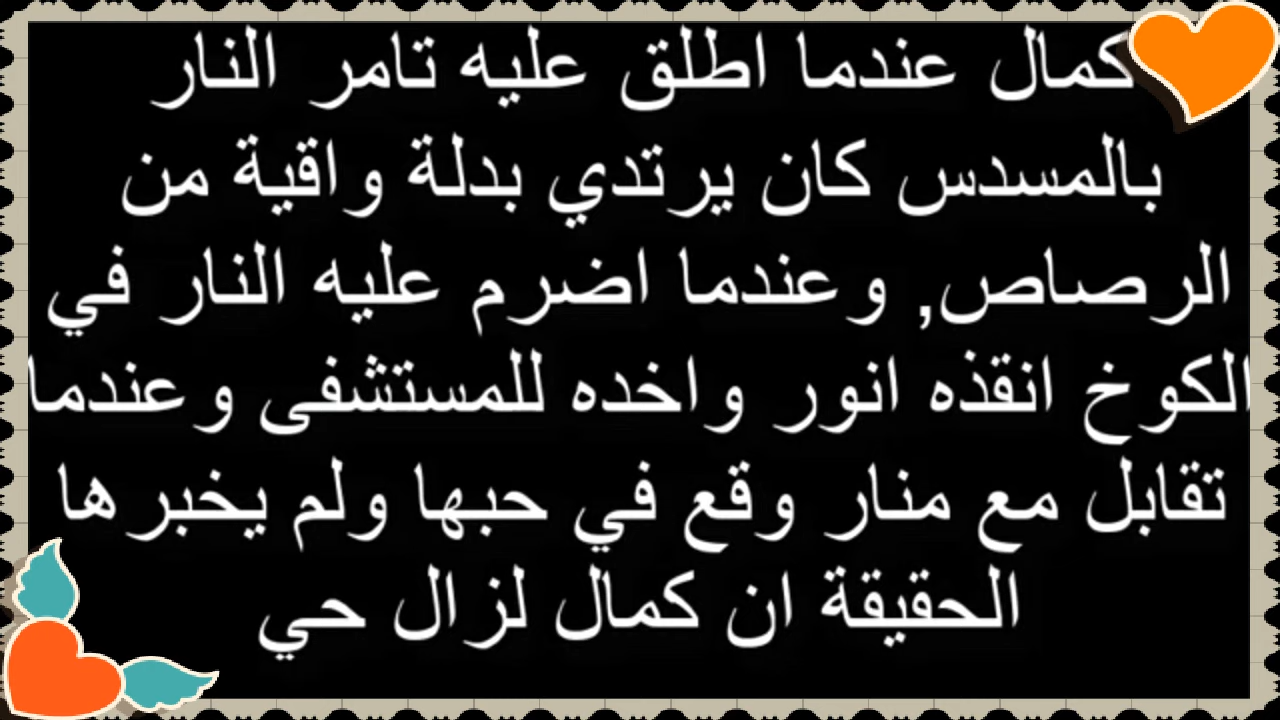 كمال عندما اطلق عليه تامر النار
بالمسدس كان يرتدي بدلة واقية من
الرصاص, وعندما اضرم عليه النار في
الكوخ انقذه انور واخده للمستشفى وعندما
تقابل مع منار وقع في حبها ولم يخبرها
الحقيقة ان كمال لزال حي